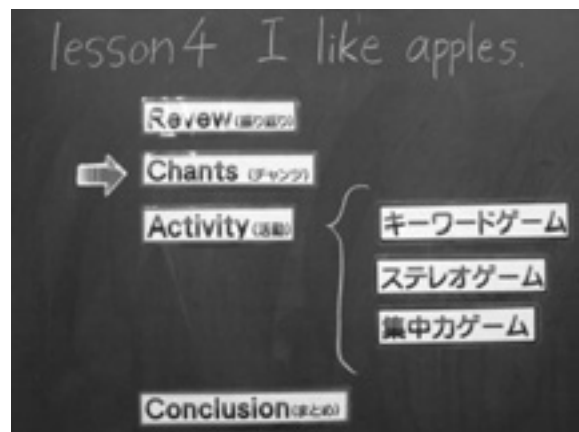 lesson4 I like apples.
Revew(振り返り)
Chants (チャンツ)
Activity(活動)
キーワードゲーム
ステレオゲーム
集中力ゲーム
Conclusion(まとめ)